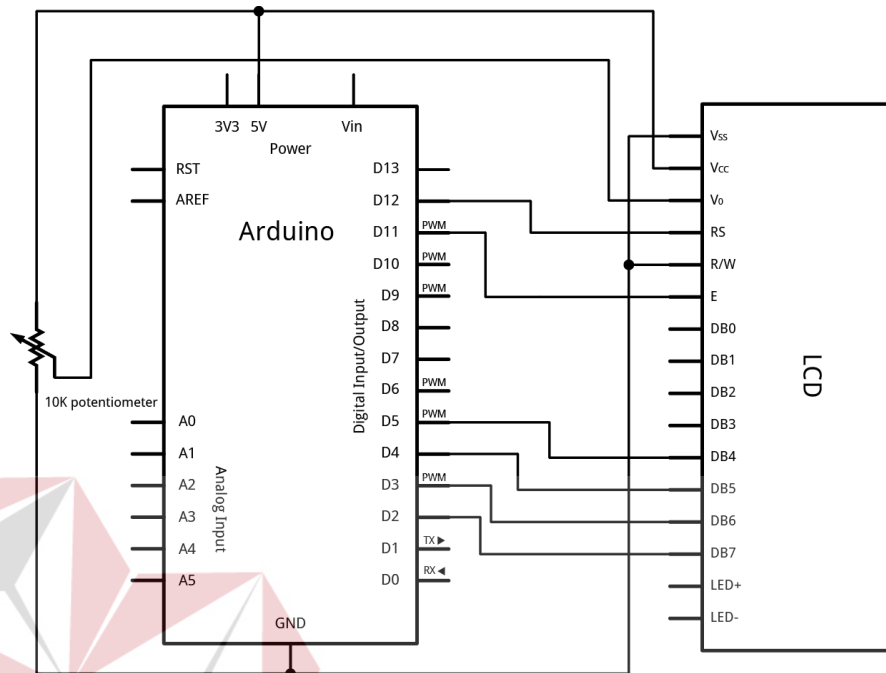 3V3 5V Vin
Power
RST
AREF
Arduino
D13
D12
D11 PWM
D10 PWM
D9 PWM
D8
D7
D6 PWM
D5 PWM
D4
D3 PWM
D2
D1 TX ▶
D0 RX ◀
Digital Input/Output
10K potentiometer
A0
A1
A2
A3
A4
A5
Analog Input
GND
Vss
Vcc
V0
RS
R/W
E
DB0
DB1
DB2
DB3
DB4
DB5
DB6
DB7
LED+
LED-
LCD